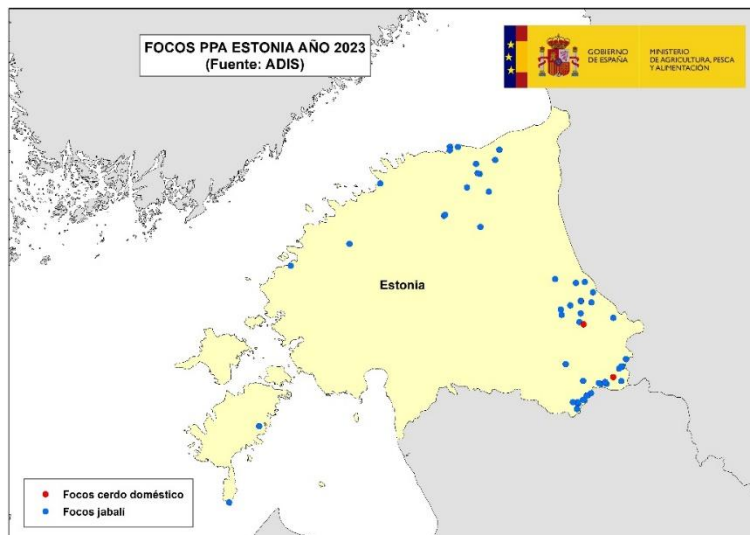 FOCOS PPA ESTONIA AÑO 2023
(Fuente: ADIS)
GOBIERNO
DE ESPAÑA
MINISTERIO
DE AGRICULTURA, PESCA
Y ALIMENTACIÓN
Estonia
Focos cerdo doméstico
Focos jabalí